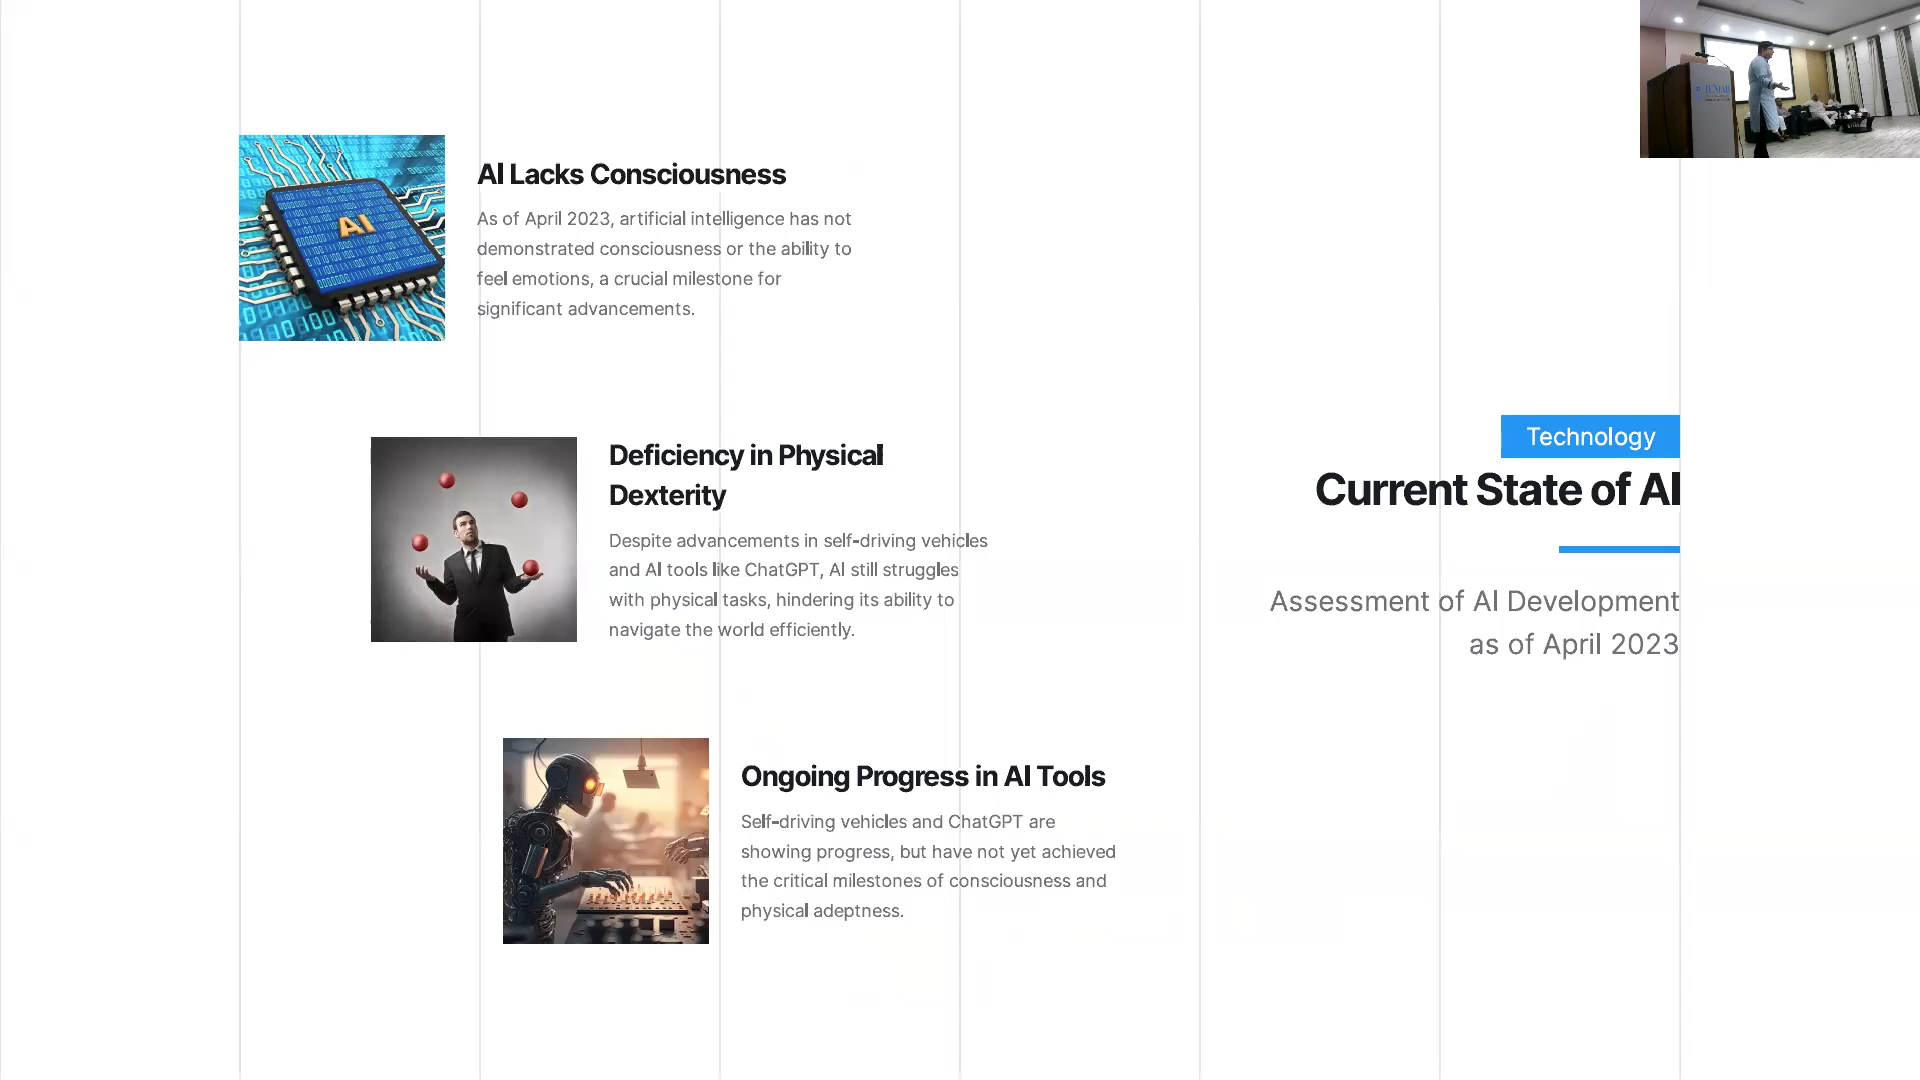 AI Lacks Consciousness
As of April 2023, artificial intelligence has not
demonstrated consciousness or the ability to
feel emotions, a crucial milestone for
significant advancements.
Deficiency in Physical
Dexterity
Despite advancements in self-driving vehicles
and AI tools like ChatGPT, AI still struggles
with physical tasks, hindering its ability to
navigate the world efficiently.
Ongoing Progress in AI Tools
Self-driving vehicles and ChatGPT are
showing progress, but have not yet achieved
the critical milestones of consciousness and
physical adeptness.
Technology
Current State of AI
Assessment of AI Development
as of April 2023
AI